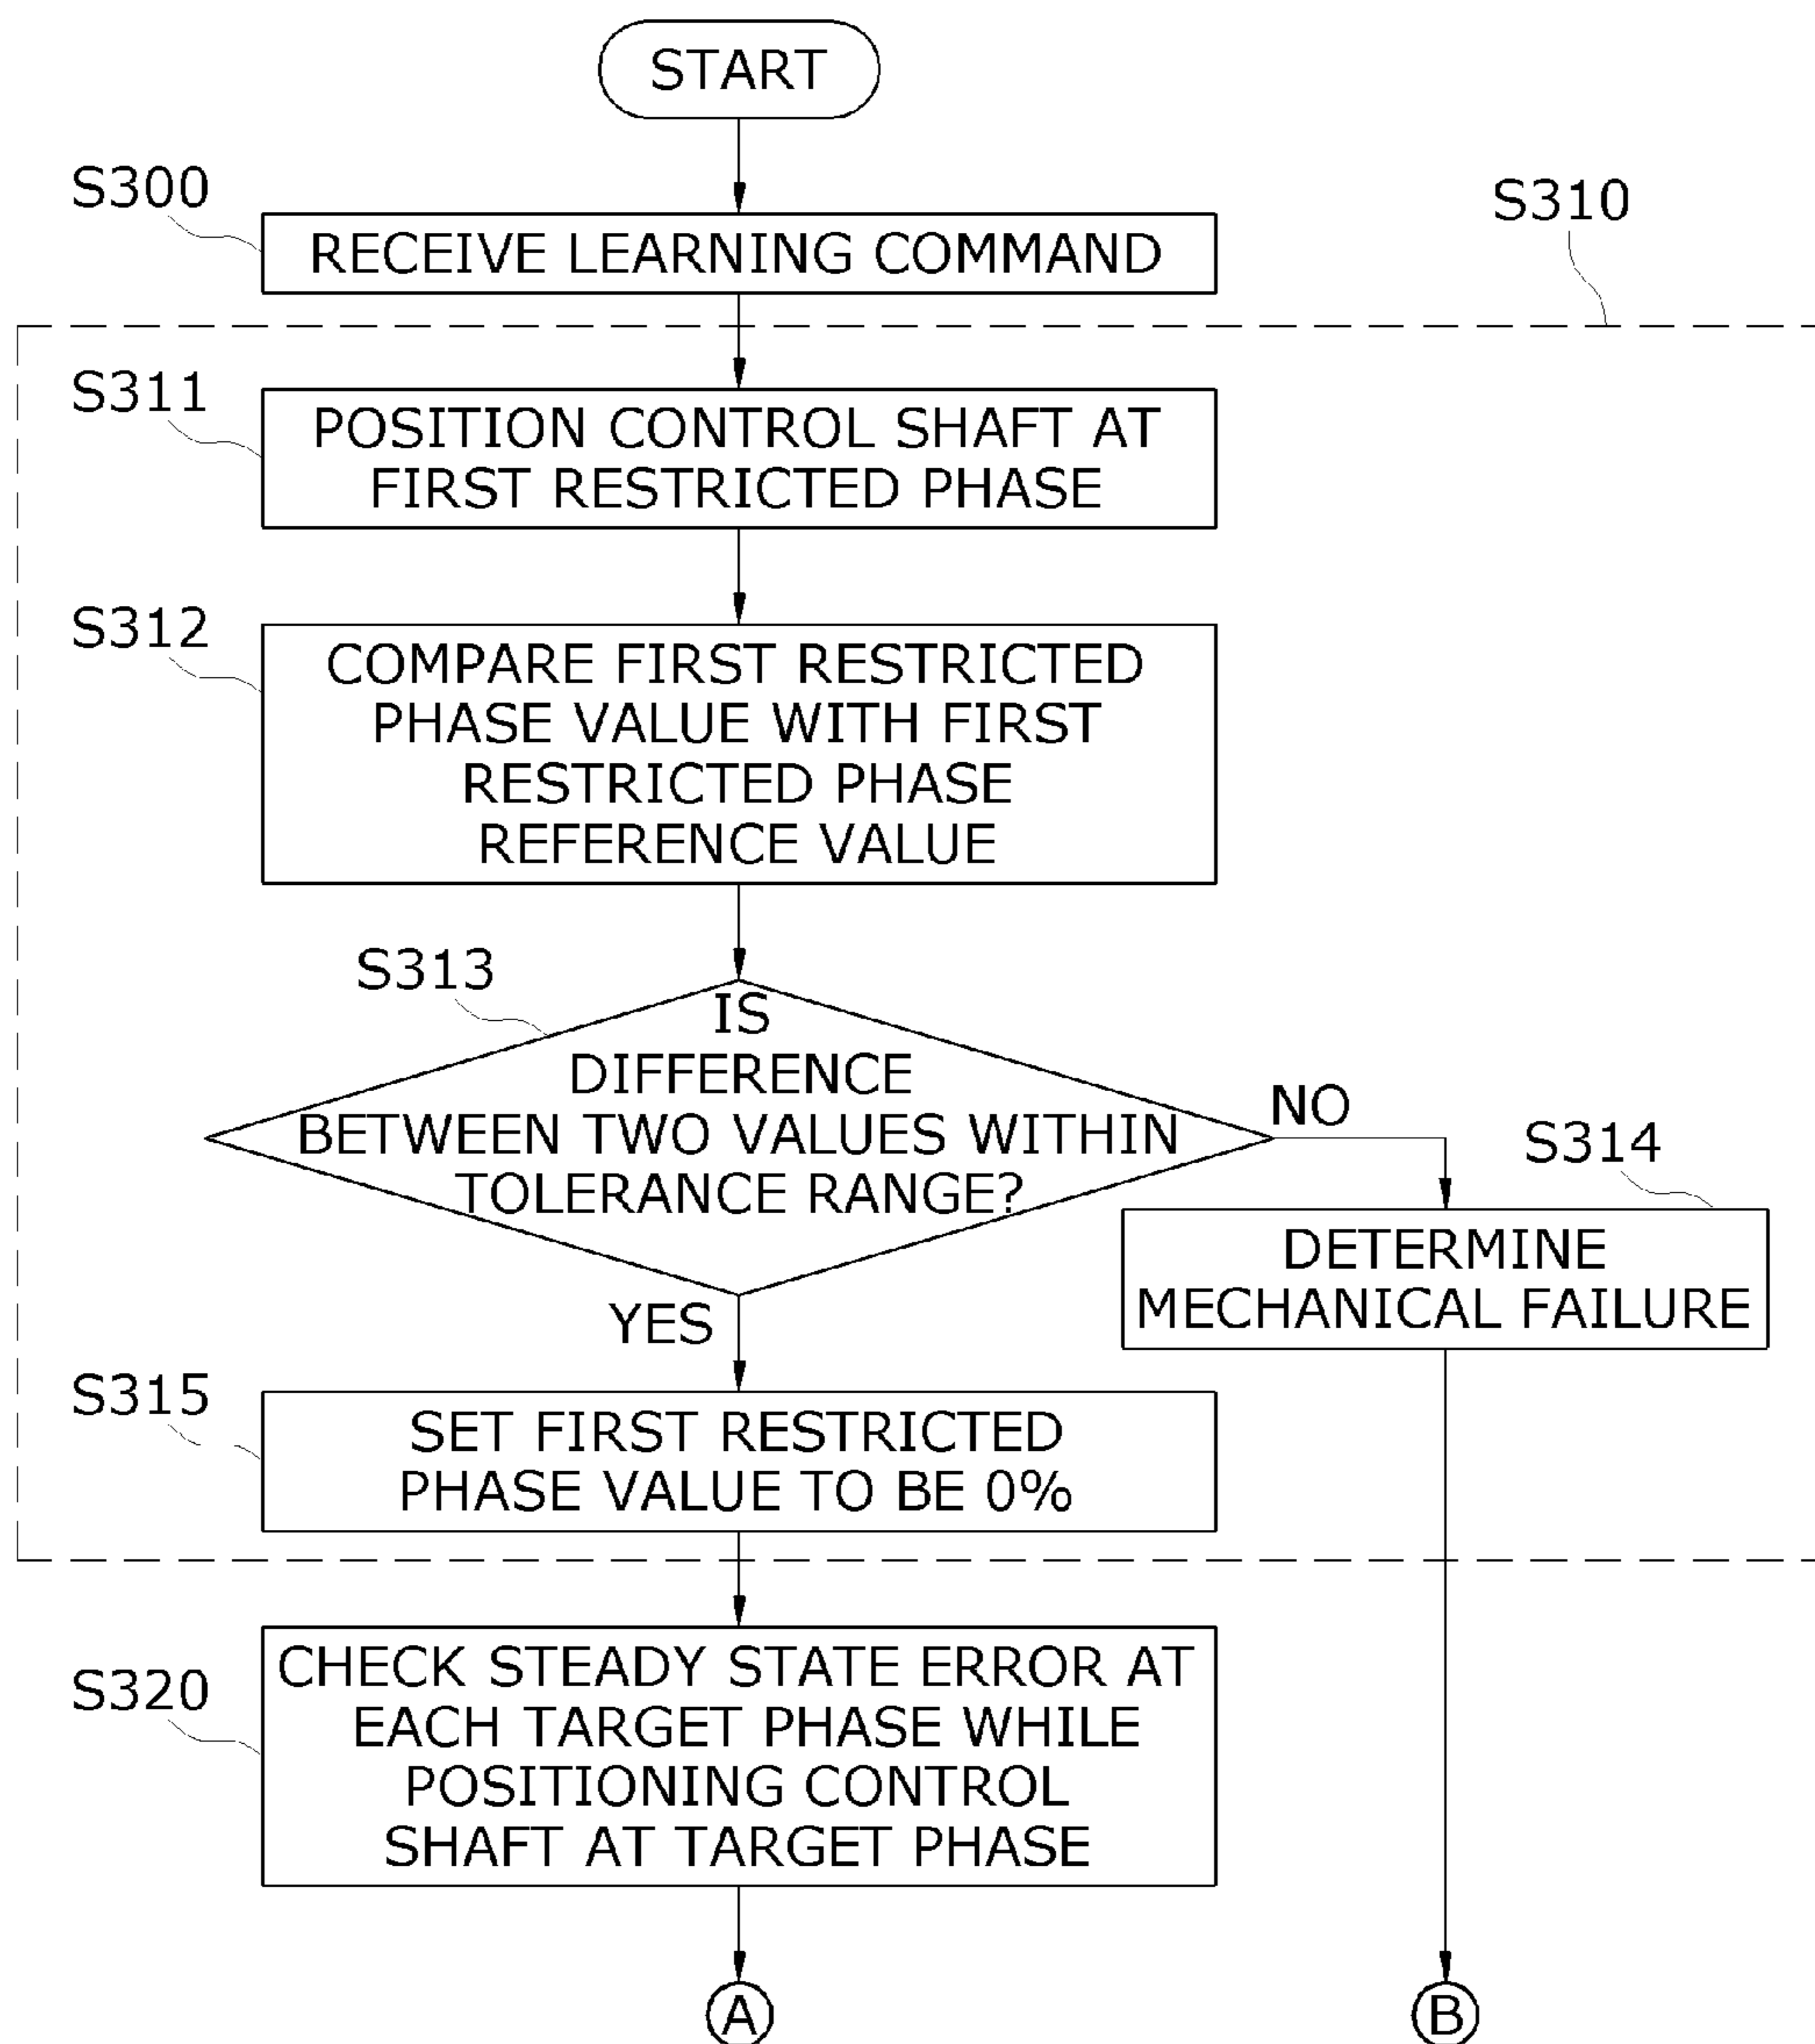 START
S300
RECEIVE LEARNING COMMAND
S310
S311
POSITION CONTROL SHAFT AT
FIRST RESTRICTED PHASE
S312
COMPARE FIRST RESTRICTED
PHASE VALUE WITH FIRST
RESTRICTED PHASE
REFERENCE VALUE
S313
IS
DIFFERENCE
BETWEEN TWO VALUES WITHIN
TOLERANCE RANGE?
NO
S314
DETERMINE
MECHANICAL FAILURE
YES
S315
SET FIRST RESTRICTED
PHASE VALUE TO BE 0%
S320
CHECK STEADY STATE ERROR AT
EACH TARGET PHASE WHILE
POSITIONING CONTROL
SHAFT AT TARGET PHASE
A
B